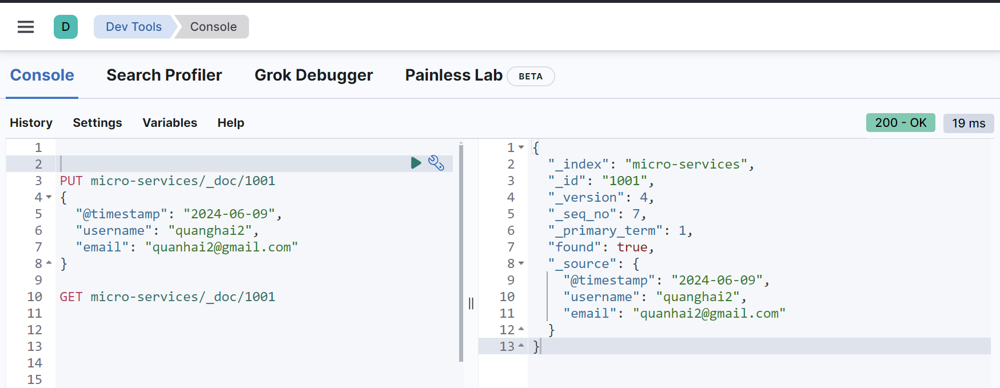 D Dev Tools Console
Console Search Profiler Grok Debugger Painless Lab BETA
History Settings Variables Help 200 - OK 19 ms
1
2
3 PUT micro-services/_doc/1001
4 {
5 "@timestamp": "2024-06-09",
6 "username": "quanghai2",
7 "email": "quanhai2@gmail.com"
8 }
9
10 GET micro-services/_doc/1001
11
12
13
14
15
1 {
2 "_index": "micro-services",
3 "_id": "1001",
4 "_version": 4,
5 "_seq_no": 7,
6 "_primary_term": 1,
7 "found": true,
8 "_source": {
9 "@timestamp": "2024-06-09",
10 "username": "quanghai2",
11 "email": "quanhai2@gmail.com"
12 }
13 }